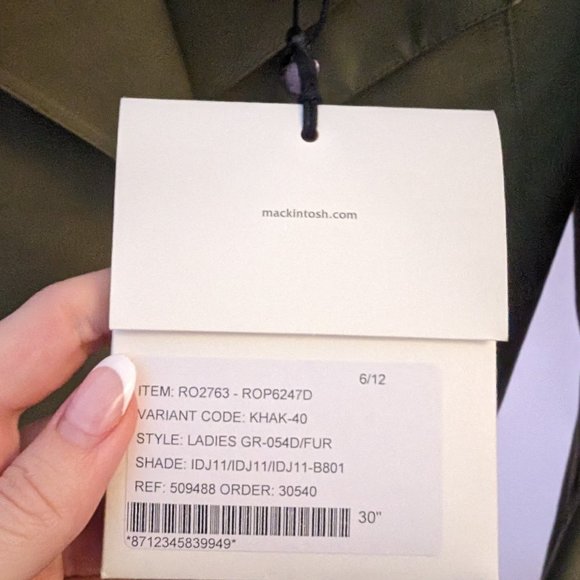 mackintosh.com
6/12
ITEM: RO2763 - ROP6247D
VARIANT CODE: KHAK-40
STYLE: LADIES GR-054D/FUR
SHADE: IDJ11/IDJ11/IDJ11-B801
REF: 509488 ORDER: 30540
30"
*8712345839949*